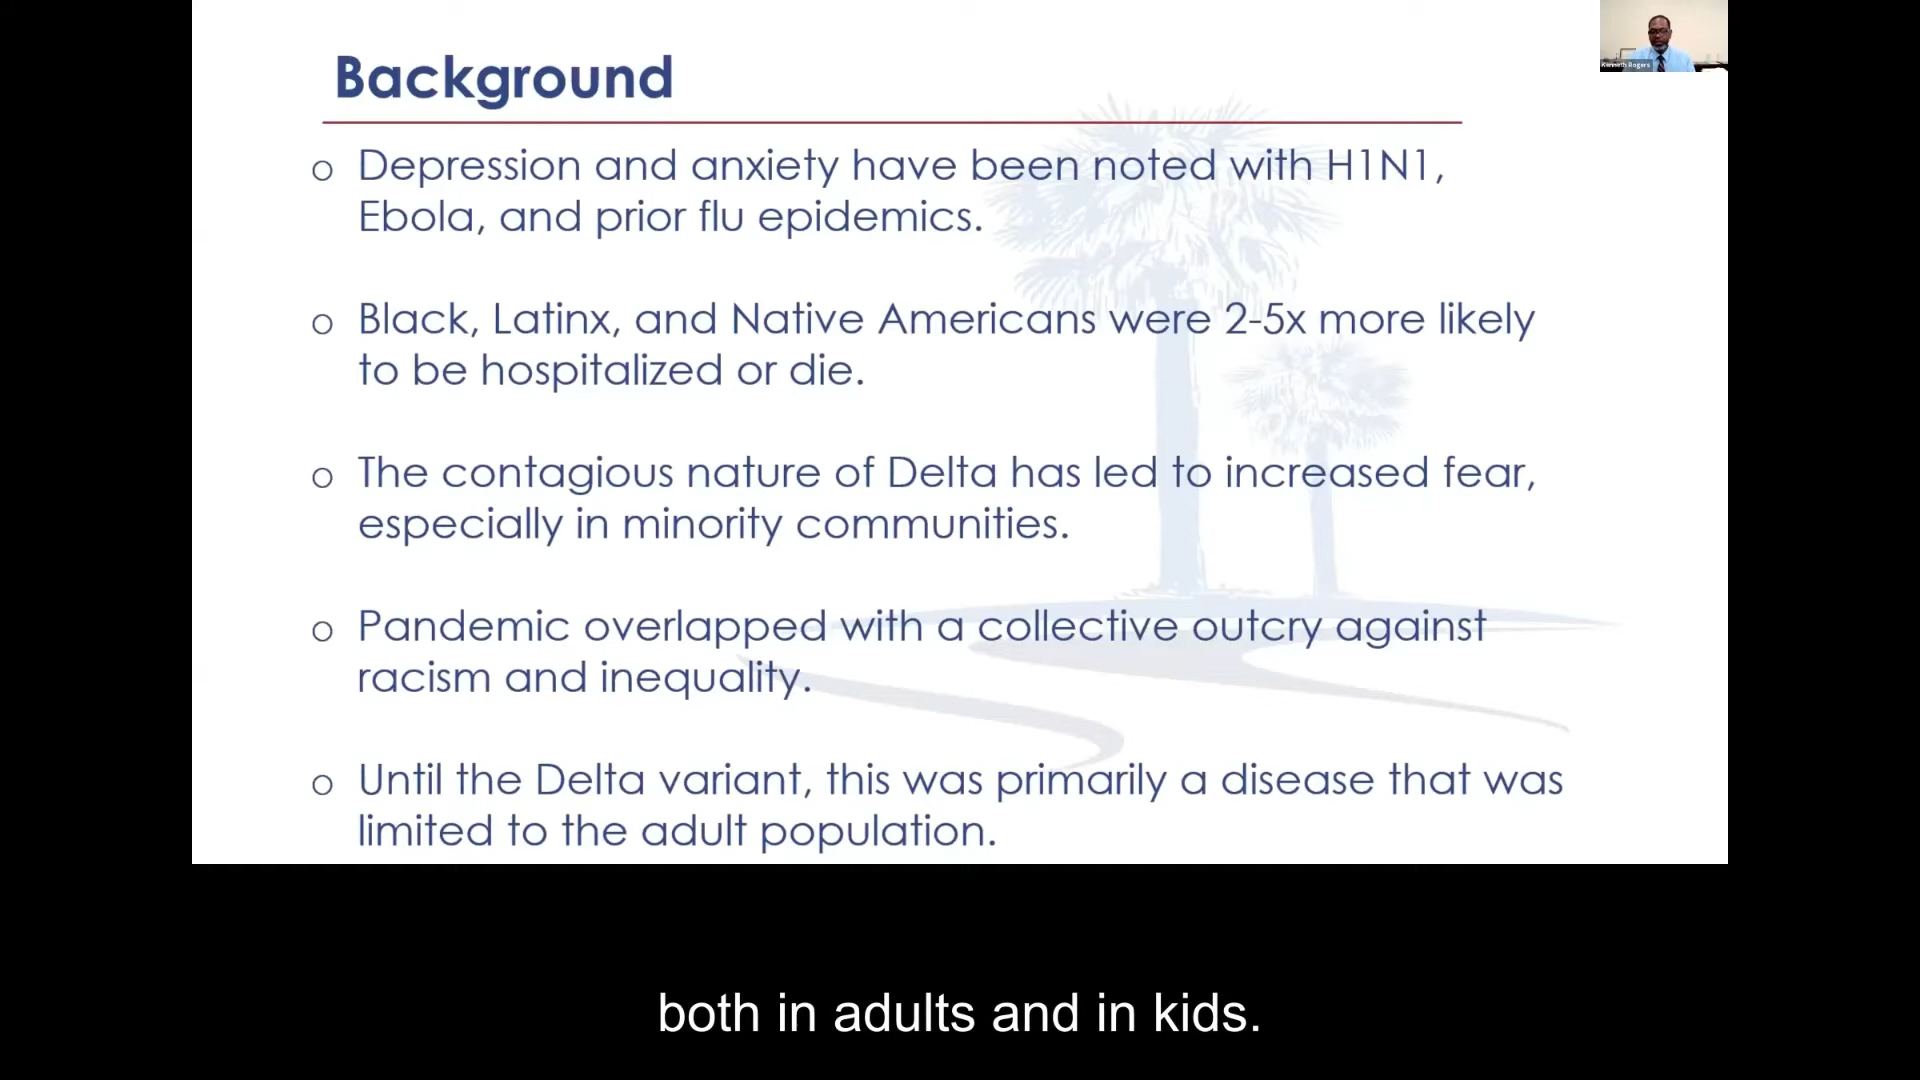 Background
Kenneth Rogers
o Depression and anxiety have been noted with H1N1,
Ebola, and prior flu epidemics.
o Black, Latinx, and Native Americans were 2-5x more likely
to be hospitalized or die.
o The contagious nature of Delta has led to increased fear,
especially in minority communities.
o Pandemic overlapped with a collective outcry against
racism and inequality.
o Until the Delta variant, this was primarily a disease that was
limited to the adult population.
both in adults and in kids.